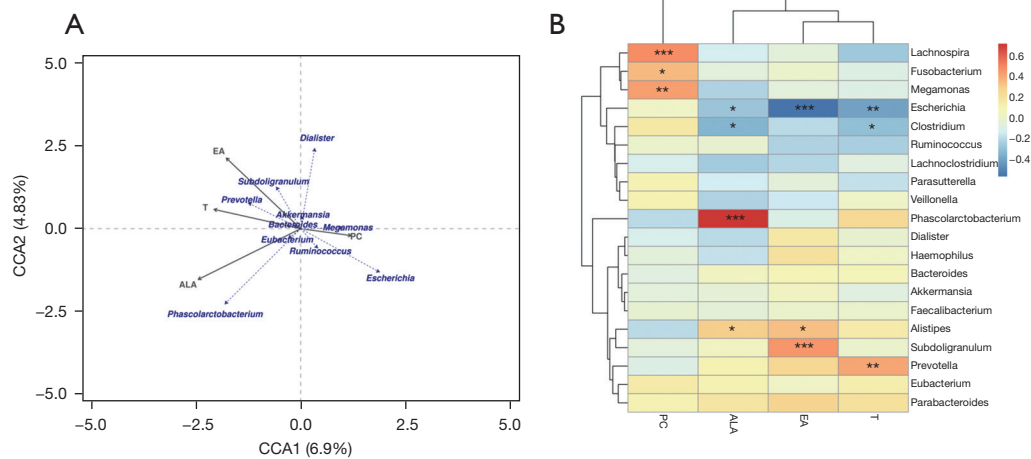 A
5.0
2.5
0.0
−2.5
−5.0
CCA2 (4.83%)
EA
T
ALA
PC
Dialister
Subdoligranulum
Prevotella
Akkermansia
Bacteroides
Megamonas
Eubacterium
Ruminococcus
Escherichia
Phascolarctobacterium
−5.0 −2.5 0.0 2.5 5.0
CCA1 (6.9%)
B
*** Lachnospira
* Fusobacterium
** Megamonas
* *** ** Escherichia
* * Clostridium
Ruminococcus
Lachnoclostridium
Parasutterella
Veillonella
*** Phascolarctobacterium
Dialister
Haemophilus
Bacteroides
Akkermansia
Faecalibacterium
* * Alistipes
*** Subdoligranulum
** Prevotella
Eubacterium
Parabacteroides
PC ALA EA T
0.6
0.4
0.2
0.0
−0.2
−0.4